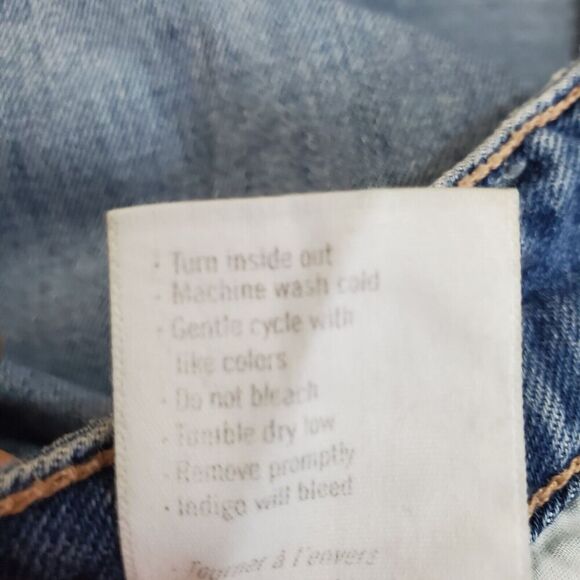 · Turn inside out
· Machine wash cold
· Gentle cycle with
like colors
· Do not bleach
· Tumble dry low
· Remove promptly
· Indigo will bleed
· Tourner à l'envers